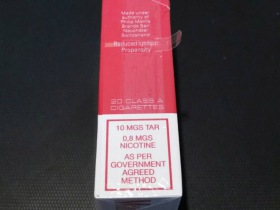 Made under
authority of
Philip Morris
Brands Sàrl
Neuchâtel
Switzerland
Reduced Ignition
Propensity
20 CLASS A
CIGARETTES
10 MGS TAR
0,8 MGS
NICOTINE
AS PER
GOVERNMENT
AGREED
METHOD